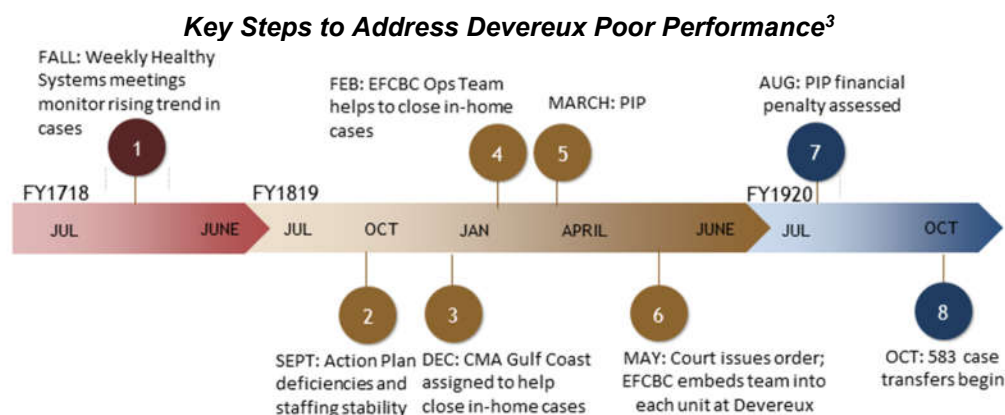 Key Steps to Address Devereux Poor Performance3
FALL: Weekly Healthy
Systems meetings
monitor rising trend in
cases
1
FEB: EFCBC Ops Team
helps to close in-home
cases
4
MARCH: PIP
5
AUG: PIP financial
penalty assessed
7
FY1718
FY1819
FY1920
JUL
JUNE
JUL
OCT
JAN
APRIL
JUNE
JUL
OCT
2
SEPT: Action Plan
deficiencies and
staffing stability
3
DEC: CMA Gulf Coast
assigned to help
close in-home cases
6
MAY: Court issues order;
EFCBC embeds team into
each unit at Devereux
8
OCT: 583 case
transfers begin